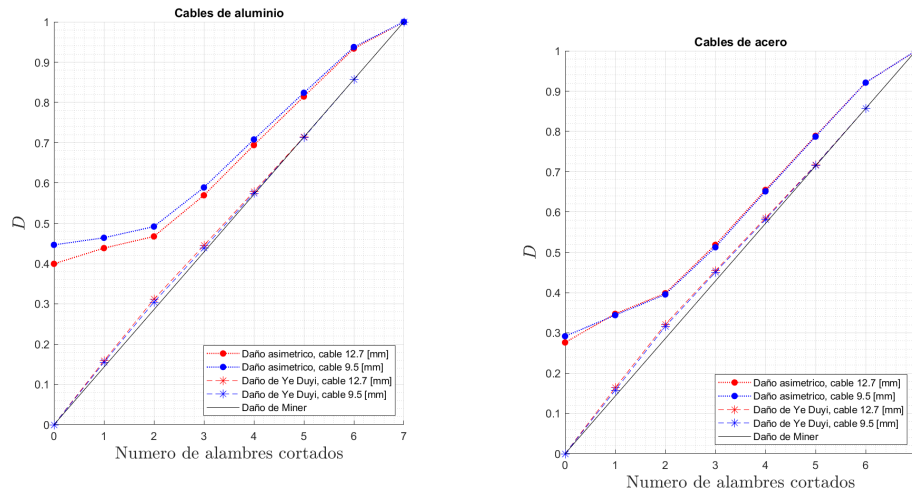 Cables de aluminio
1
0.9
0.8
0.7
0.6
0.5
0.4
0.3
0.2
0.1
0
D
0 1 2 3 4 5 6 7
Numero de alambres cortados
Daño asimetrico, cable 12.7 [mm]
Daño asimetrico, cable 9.5 [mm]
Daño de Ye Duyi, cable 12.7 [mm]
Daño de Ye Duyi, cable 9.5 [mm]
Daño de Miner
Cables de acero
1
0.9
0.8
0.7
0.6
0.5
0.4
0.3
0.2
0.1
0
D
0 1 2 3 4 5 6
Numero de alambres cortados
Daño asimetrico, cable 12.7 [mm]
Daño asimetrico, cable 9.5 [mm]
Daño de Ye Duyi, cable 12.7 [mm]
Daño de Ye Duyi, cable 9.5 [mm]
Daño de Miner